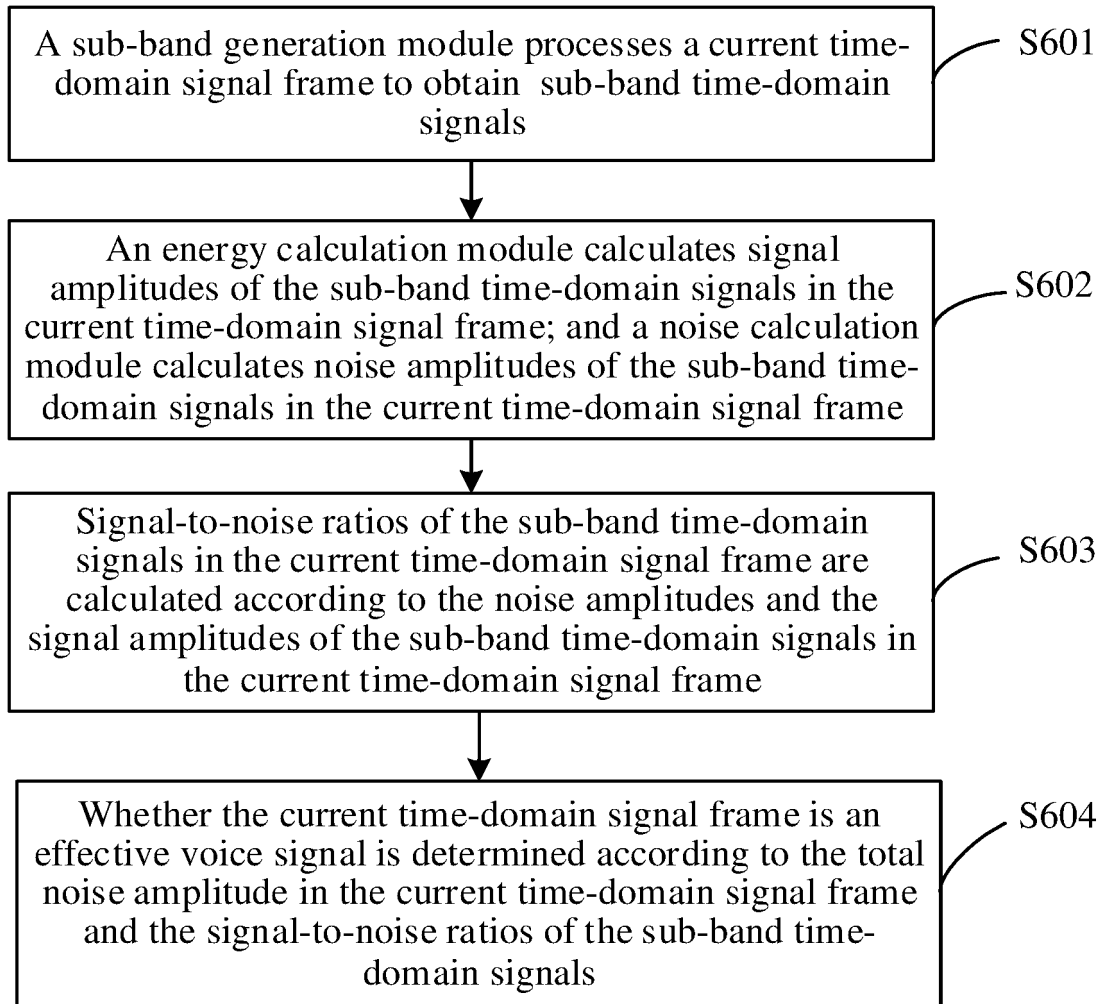 A sub-band generation module processes a current time-
domain signal frame to obtain sub-band time-domain
signals
S601
An energy calculation module calculates signal
amplitudes of the sub-band time-domain signals in the
current time-domain signal frame; and a noise calculation
module calculates noise amplitudes of the sub-band time-
domain signals in the current time-domain signal frame
S602
Signal-to-noise ratios of the sub-band time-domain
signals in the current time-domain signal frame are
calculated according to the noise amplitudes and the
signal amplitudes of the sub-band time-domain signals in
the current time-domain signal frame
S603
Whether the current time-domain signal frame is an
effective voice signal is determined according to the total
noise amplitude in the current time-domain signal frame
and the signal-to-noise ratios of the sub-band time-
domain signals
S604